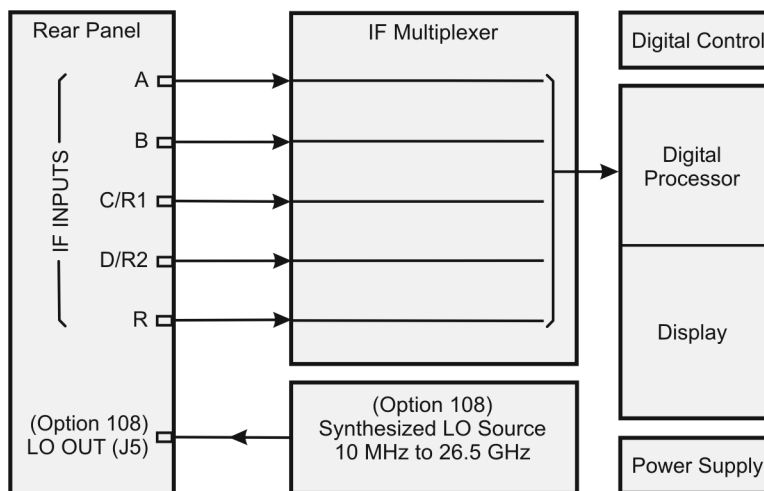 Rear Panel
IF INPUTS
A
B
C/R1
D/R2
R
(Option 108)
LO OUT (J5)
IF Multiplexer
(Option 108)
Synthesized LO Source
10 MHz to 26.5 GHz
Digital Control
Digital
Processor
Display
Power Supply